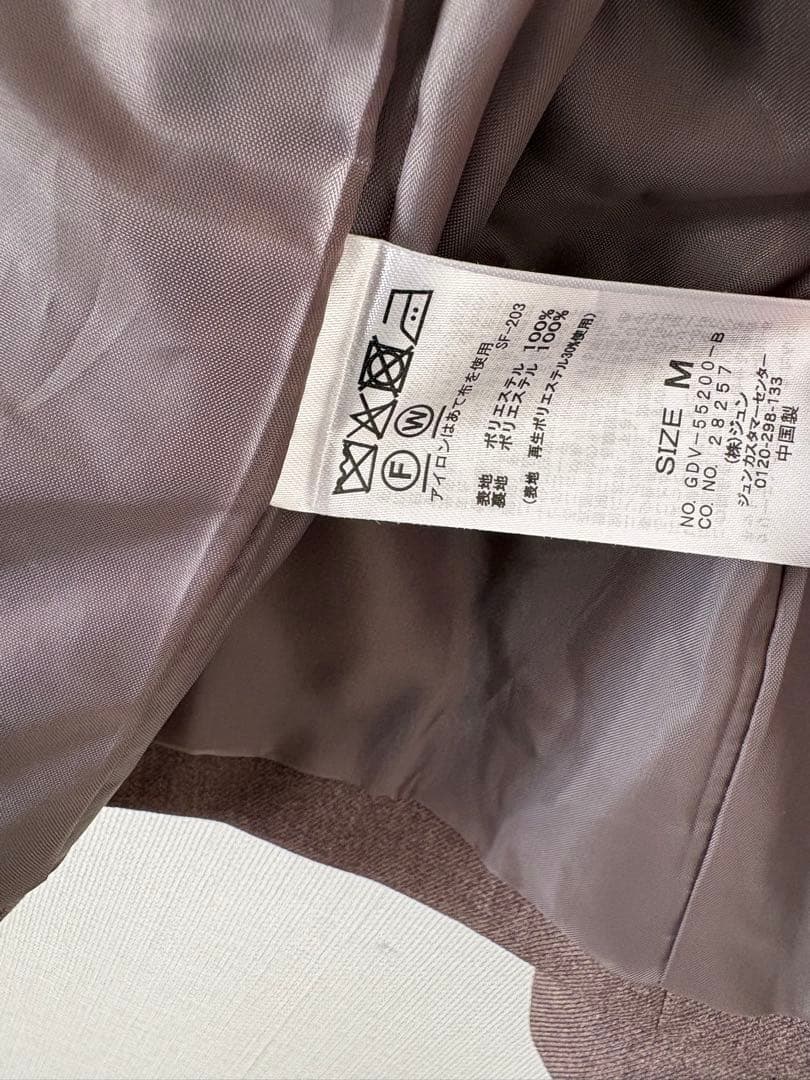 アイロンはあて布を使用
SF-203
表地 ポリエステル 100%
裏地 ポリエステル 100%
(表地 再生ポリエステル30%使用)
SIZE M
NO. GDV-55200-B
CO. NO. 28257
(株)ジュン
ジュンカスタマーセンター
0120-298-133
中国製
F
W